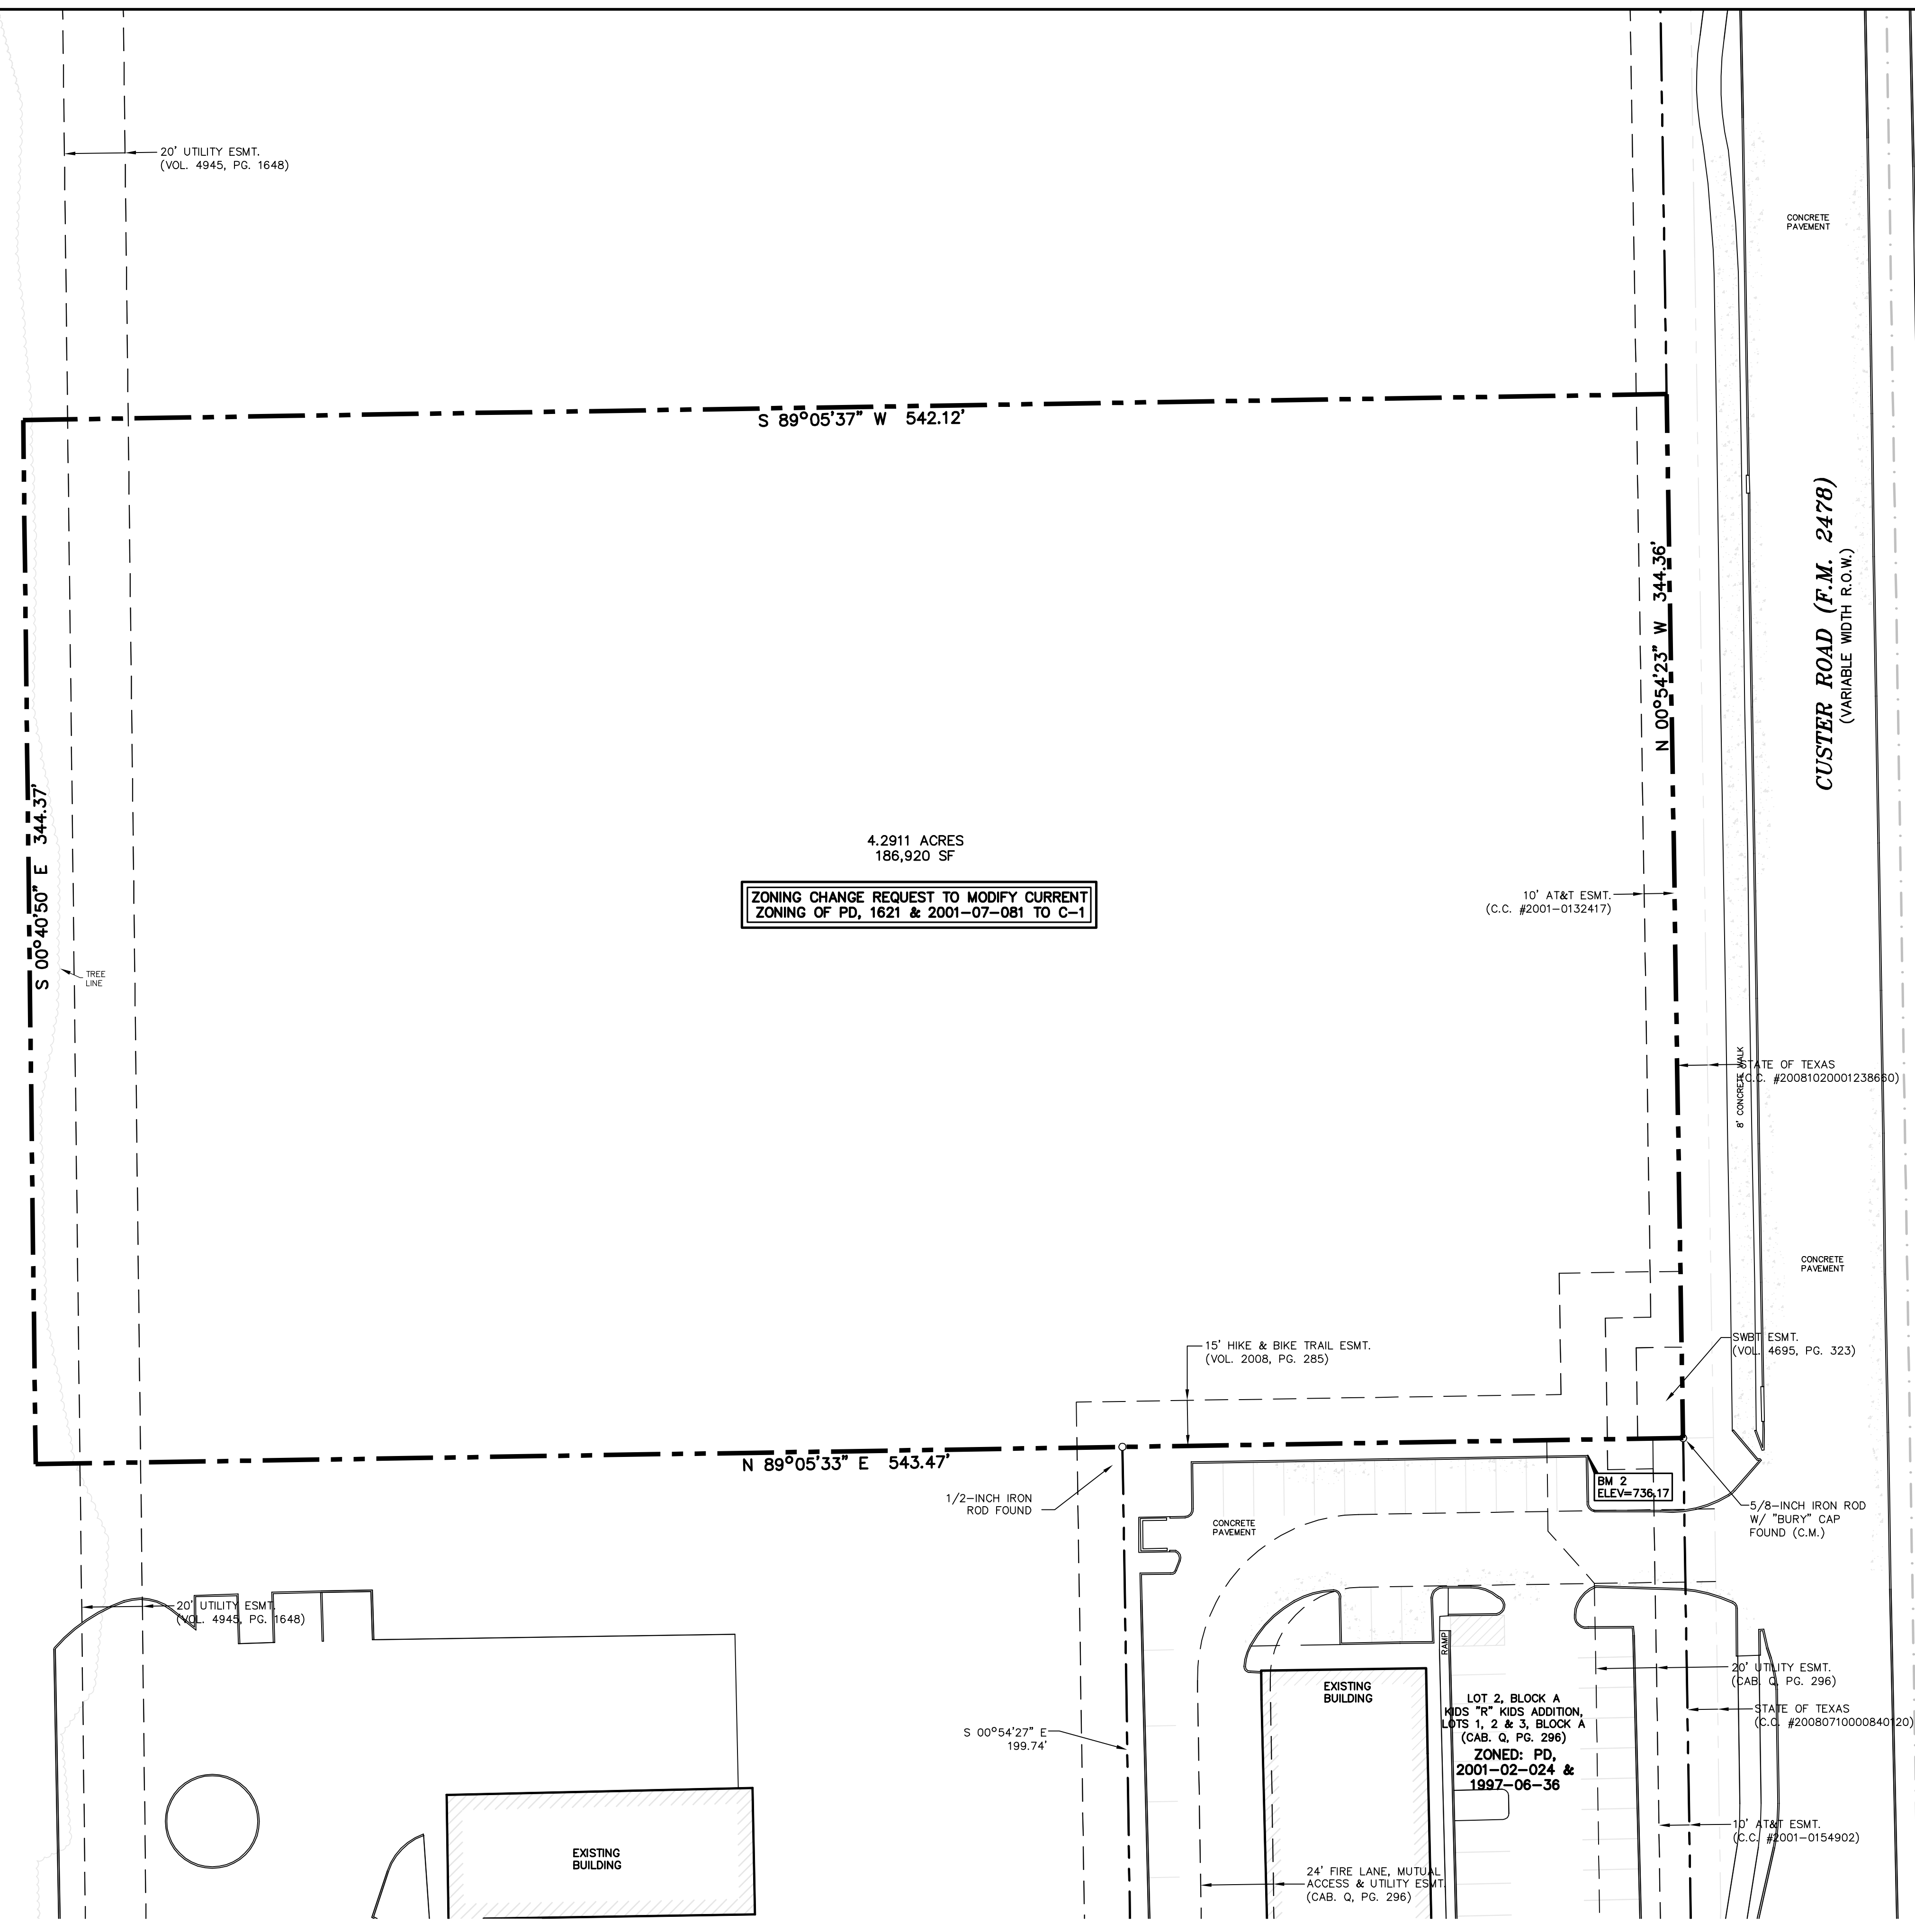 20' UTILITY ESMT.
(VOL. 4945, PG. 1648)
CONCRETE
PAVEMENT
S 89°05'37" W 542.12'
CUSTER ROAD (F.M. 2478)
(VARIABLE WIDTH R.O.W.)
N 00°54'23" W 344.36'
S 00°40'50" E 344.37'
4.2911 ACRES
186,920 SF
ZONING CHANGE REQUEST TO MODIFY CURRENT
ZONING OF PD, 1621 & 2001-07-081 TO C-1
10' AT&T ESMT.
(C.C. #2001-0132417)
TREE
LINE
STATE OF TEXAS
(C.C. #20081020001238660)
8' CONCRETE WALK
CONCRETE
PAVEMENT
15' HIKE & BIKE TRAIL ESMT.
(VOL. 2008, PG. 285)
SWBT ESMT.
(VOL. 4695, PG. 323)
N 89°05'33" E 543.47'
1/2-INCH IRON
ROD FOUND
BM 2
ELEV=736.17
5/8-INCH IRON ROD
W/ "BURY" CAP
FOUND (C.M.)
CONCRETE
PAVEMENT
20' UTILITY ESMT.
(VOL. 4945, PG. 1648)
RAMP
20' UTILITY ESMT.
(CAB. Q, PG. 296)
EXISTING
BUILDING
LOT 2, BLOCK A
KIDS "R" KIDS ADDITION,
LOTS 1, 2 & 3, BLOCK A
(CAB. Q, PG. 296)
ZONED: PD,
2001-02-024 &
1997-06-36
STATE OF TEXAS
(C.C. #20080710000840120)
S 00°54'27" E
199.74'
10' AT&T ESMT.
(C.C. #2001-0154902)
EXISTING
BUILDING
24' FIRE LANE, MUTUAL
ACCESS & UTILITY ESMT.
(CAB. Q, PG. 296)